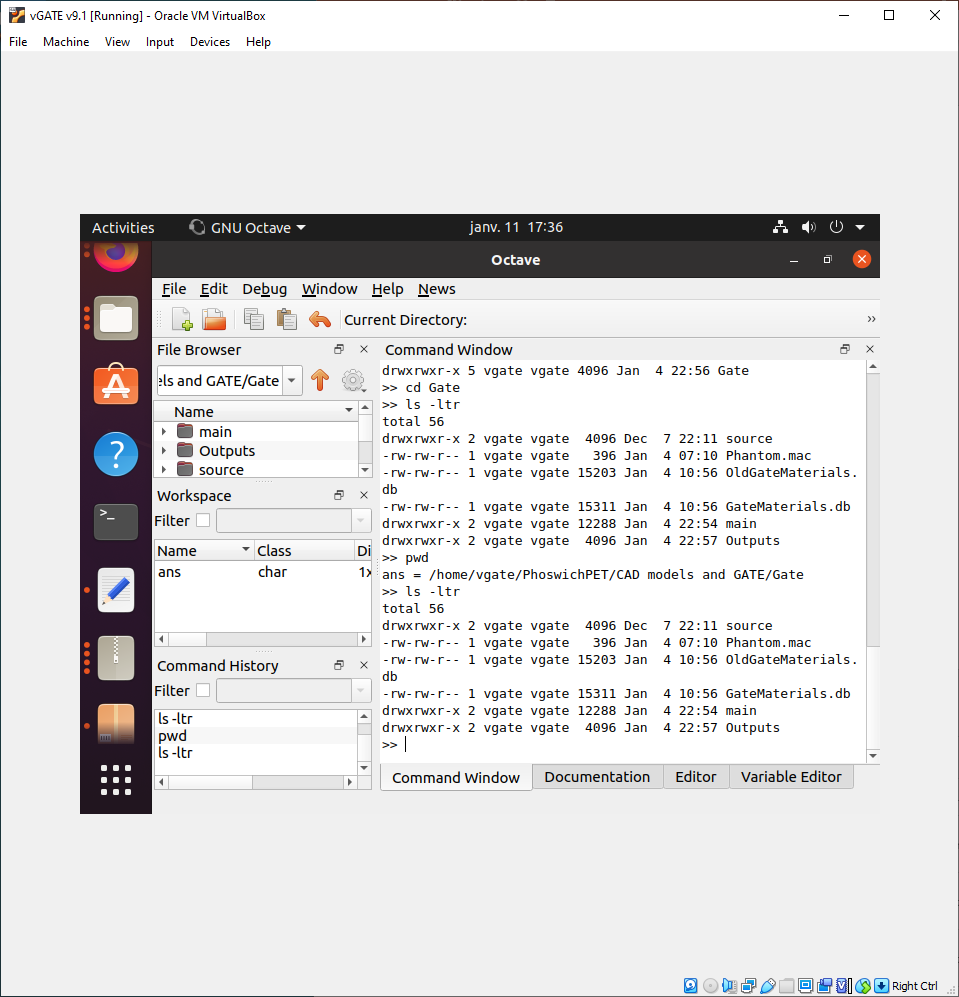 vGATE v9.1 [Running] - Oracle VM VirtualBox
File Machine View Input Devices Help
Activities GNU Octave janv. 11 17:36
Octave
File Edit Debug Window Help News
Current Directory:
File Browser
els and GATE/Gate
Name
main
Outputs
source
Workspace
Filter
Name Class Di
ans char 1x
Command History
Filter
ls -ltr
pwd
ls -ltr
Command Window
drwxrwxr-x 5 vgate vgate 4096 Jan  4 22:56 Gate
>> cd Gate
>> ls -ltr
total 56
drwxrwxr-x 2 vgate vgate  4096 Dec  7 22:11 source
-rw-rw-r-- 1 vgate vgate   396 Jan  4 07:10 Phantom.mac
-rw-rw-r-- 1 vgate vgate 15203 Jan  4 10:56 OldGateMaterials.
db
-rw-rw-r-- 1 vgate vgate 15311 Jan  4 10:56 GateMaterials.db
drwxrwxr-x 2 vgate vgate 12288 Jan  4 22:54 main
drwxrwxr-x 2 vgate vgate  4096 Jan  4 22:57 Outputs
>> pwd
ans = /home/vgate/PhoswichPET/CAD models and GATE/Gate
>> ls -ltr
total 56
drwxrwxr-x 2 vgate vgate  4096 Dec  7 22:11 source
-rw-rw-r-- 1 vgate vgate   396 Jan  4 07:10 Phantom.mac
-rw-rw-r-- 1 vgate vgate 15203 Jan  4 10:56 OldGateMaterials.
db
-rw-rw-r-- 1 vgate vgate 15311 Jan  4 10:56 GateMaterials.db
drwxrwxr-x 2 vgate vgate 12288 Jan  4 22:54 main
drwxrwxr-x 2 vgate vgate  4096 Jan  4 22:57 Outputs
>>
Command Window Documentation Editor Variable Editor
Right Ctrl